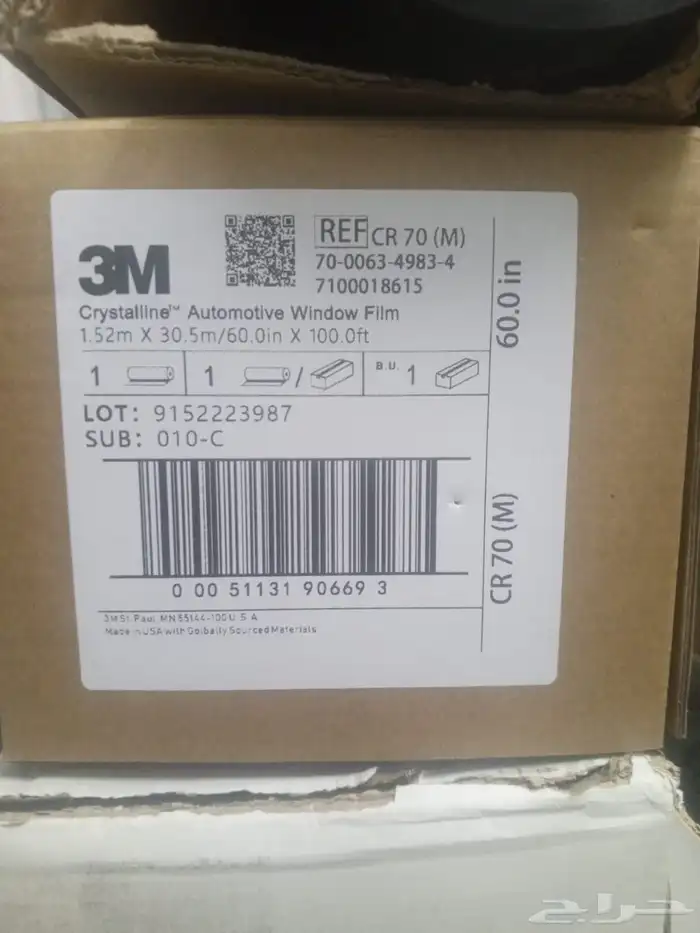 3M
REF CR 70 (M)
70-0063-4983-4
7100018615
Crystalline™ Automotive Window Film
1.52m X 30.5m/60.0in X 100.0ft
1 1 / B.U. 1
LOT: 9152223987
SUB: 010-C
0 00 51131 90669 3
3M St. Paul MN 55144-100 U S A
Made in USA with Golbally Sourced Materials
60.0 in
CR 70 (M)
حراج